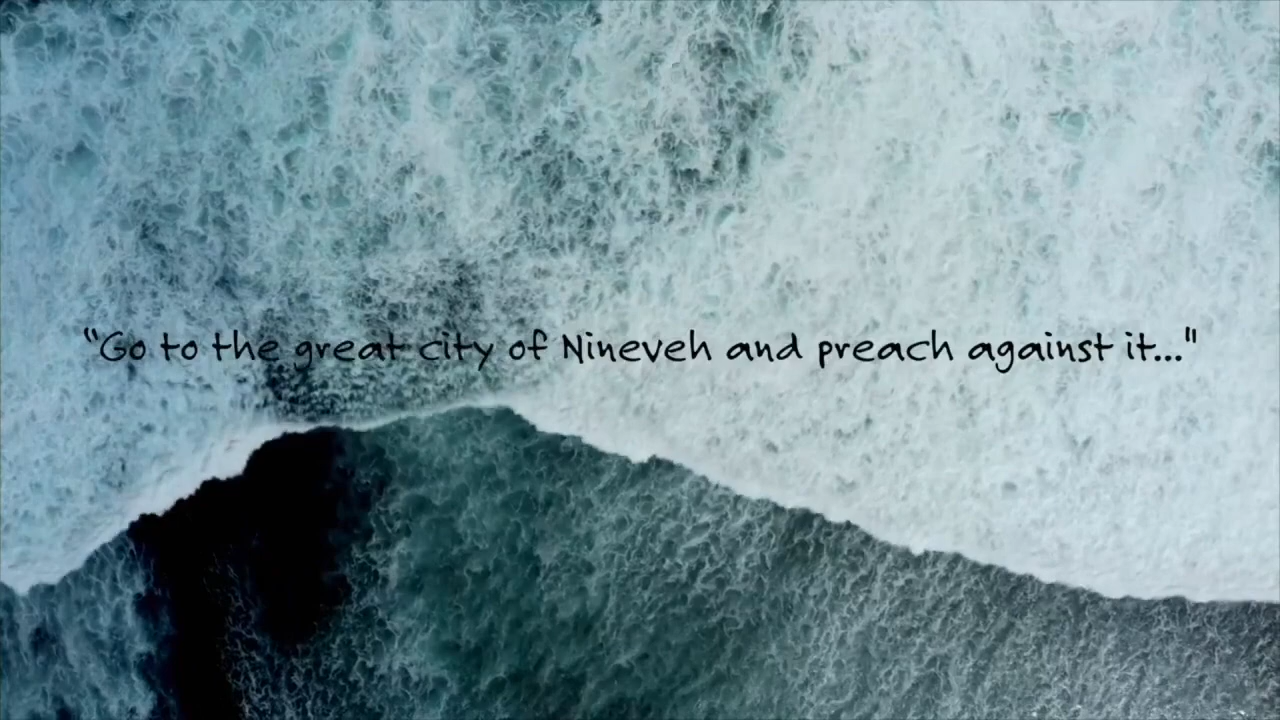 "Go to the great city of Nineveh and preach against it..."